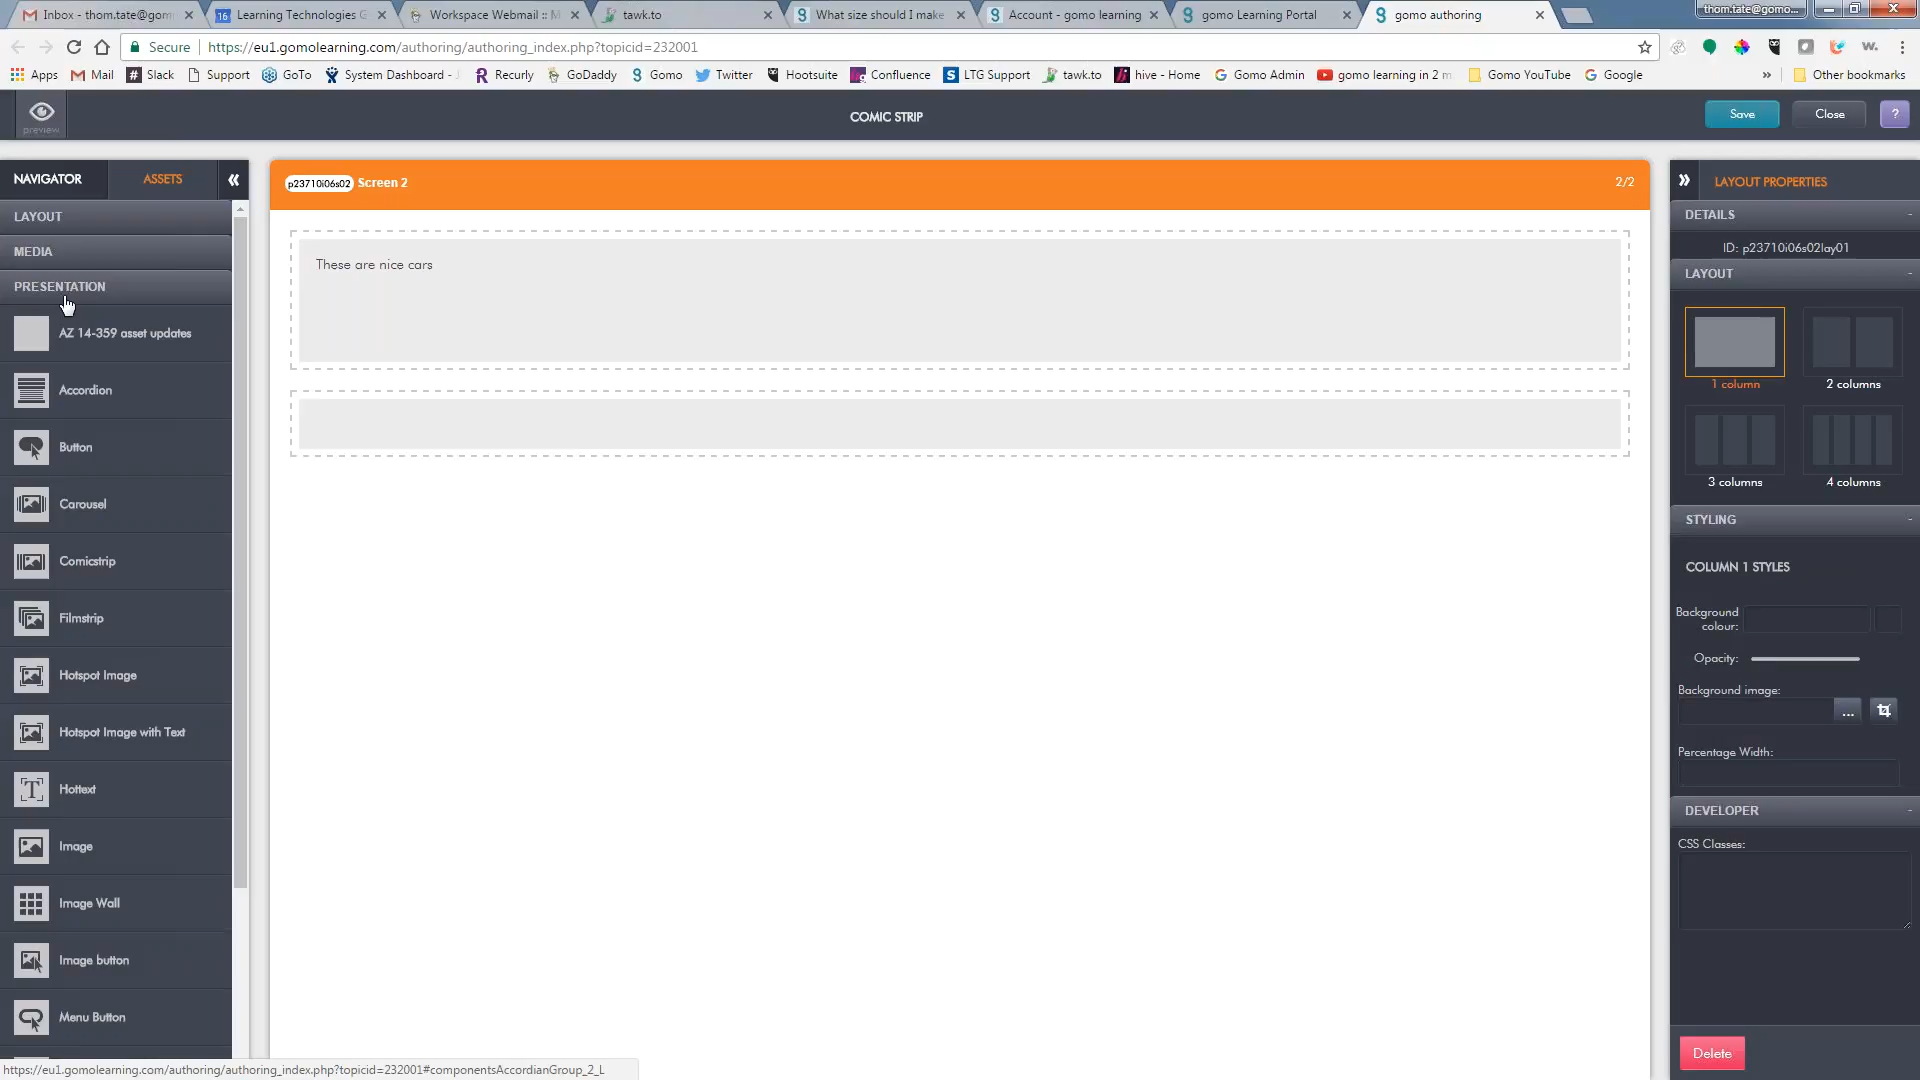 Inbox - thom.tate@gom
Learning Technologies G
Workspace Webmail :: M
tawk.to
What size should I make
Account - gomo learning
gomo Learning Portal
gomo authoring
thom.tate@gomo...
Secure
https://eu1.gomolearning.com/authoring/authoring_index.php?topicid=232001
Apps
Mail
Slack
Support
GoTo
System Dashboard -
Recurly
GoDaddy
Gomo
Twitter
Hootsuite
Confluence
LTG Support
tawk.to
hive - Home
Gomo Admin
gomo learning in 2 m
Gomo YouTube
Google
»
Other bookmarks
preview
COMIC STRIP
Save
Close
?
NAVIGATOR
ASSETS
«
LAYOUT
MEDIA
PRESENTATION
AZ 14-359 asset updates
Accordion
Button
Carousel
Comicstrip
Filmstrip
Hotspot Image
Hotspot Image with Text
Hottext
Image
Image Wall
Image button
Menu Button
p23710i06s02 Screen 2
2/2
These are nice cars
»
LAYOUT PROPERTIES
DETAILS -
ID: p23710i06s02lay01
LAYOUT -
1 column
2 columns
3 columns
4 columns
STYLING -
COLUMN 1 STYLES
Background
colour:
Opacity:
Background image:
...
Percentage Width:
DEVELOPER -
CSS Classes:
Delete
https://eu1.gomolearning.com/authoring/authoring_index.php?topicid=232001#componentsAccordianGroup_2_L